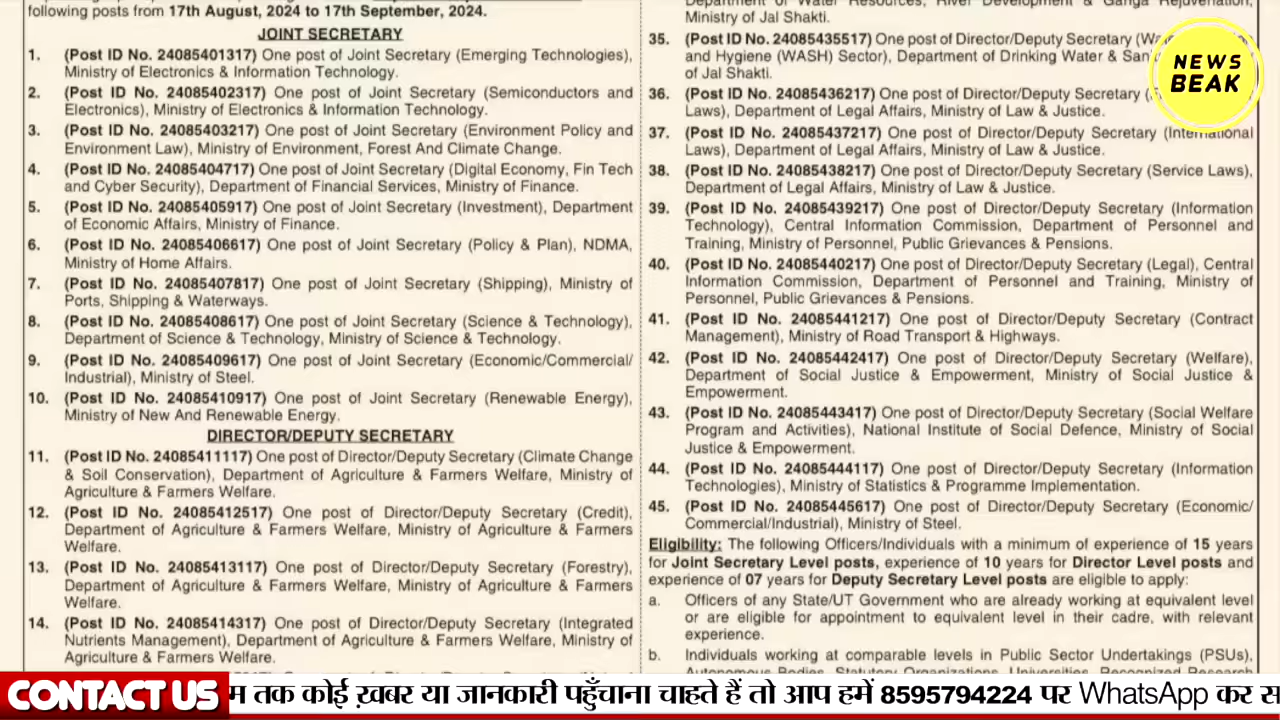 following posts from 17th August, 2024 to 17th September, 2024.
JOINT SECRETARY
1. (Post ID No. 24085401317) One post of Joint Secretary (Emerging Technologies),
Ministry of Electronics & Information Technology.
2. (Post ID No. 24085402317) One post of Joint Secretary (Semiconductors and
Electronics), Ministry of Electronics & Information Technology.
3. (Post ID No. 24085403217) One post of Joint Secretary (Environment Policy and
Environment Law), Ministry of Environment, Forest And Climate Change.
4. (Post ID No. 24085404717) One post of Joint Secretary (Digital Economy, Fin Tech
and Cyber Security), Department of Financial Services, Ministry of Finance.
5. (Post ID No. 24085405917) One post of Joint Secretary (Investment), Department
of Economic Affairs, Ministry of Finance.
6. (Post ID No. 24085406617) One post of Joint Secretary (Policy & Plan), NDMA,
Ministry of Home Affairs.
7. (Post ID No. 24085407817) One post of Joint Secretary (Shipping), Ministry of
Ports, Shipping & Waterways.
8. (Post ID No. 24085408617) One post of Joint Secretary (Science & Technology),
Department of Science & Technology, Ministry of Science & Technology.
9. (Post ID No. 24085409617) One post of Joint Secretary (Economic/Commercial/
Industrial), Ministry of Steel.
10. (Post ID No. 24085410917) One post of Joint Secretary (Renewable Energy),
Ministry of New And Renewable Energy.
DIRECTOR/DEPUTY SECRETARY
11. (Post ID No. 24085411117) One post of Director/Deputy Secretary (Climate Change
& Soil Conservation), Department of Agriculture & Farmers Welfare, Ministry of
Agriculture & Farmers Welfare.
12. (Post ID No. 24085412517) One post of Director/Deputy Secretary (Credit),
Department of Agriculture & Farmers Welfare, Ministry of Agriculture & Farmers
Welfare.
13. (Post ID No. 24085413117) One post of Director/Deputy Secretary (Forestry),
Department of Agriculture & Farmers Welfare, Ministry of Agriculture & Farmers
Welfare.
14. (Post ID No. 24085414317) One post of Director/Deputy Secretary (Integrated
Nutrients Management), Department of Agriculture & Farmers Welfare, Ministry of
Agriculture & Farmers Welfare.
Department of Water Resources, River Development & Ganga Rejuvenation,
Ministry of Jal Shakti.
35. (Post ID No. 24085435517) One post of Director/Deputy Secretary
and Hygiene (WASH) Sector), Department of Drinking Water &
of Jal Shakti.
36. (Post ID No. 24085436217) One post of Director/Deputy Secretary
Laws), Department of Legal Affairs, Ministry of Law & Justice.
37. (Post ID No. 24085437217) One post of Director/Deputy Secretary (International
Laws), Department of Legal Affairs, Ministry of Law & Justice.
38. (Post ID No. 24085438217) One post of Director/Deputy Secretary (Service Laws),
Department of Legal Affairs, Ministry of Law & Justice.
39. (Post ID No. 24085439217) One post of Director/Deputy Secretary (Information
Technology), Central Information Commission, Department of Personnel and
Training, Ministry of Personnel, Public Grievances & Pensions.
40. (Post ID No. 24085440217) One post of Director/Deputy Secretary (Legal), Central
Information Commission, Department of Personnel and Training, Ministry of
Personnel, Public Grievances & Pensions.
41. (Post ID No. 24085441217) One post of Director/Deputy Secretary (Contract
Management), Ministry of Road Transport & Highways.
42. (Post ID No. 24085442417) One post of Director/Deputy Secretary (Welfare),
Department of Social Justice & Empowerment, Ministry of Social Justice &
Empowerment.
43. (Post ID No. 24085443417) One post of Director/Deputy Secretary (Social Welfare
Program and Activities), National Institute of Social Defence, Ministry of Social
Justice & Empowerment.
44. (Post ID No. 24085444117) One post of Director/Deputy Secretary (Information
Technologies), Ministry of Statistics & Programme Implementation.
45. (Post ID No. 24085445617) One post of Director/Deputy Secretary (Economic/
Commercial/Industrial), Ministry of Steel.
Eligibility: The following Officers/Individuals with a minimum of experience of 15 years
for Joint Secretary Level posts, experience of 10 years for Director Level posts and
experience of 07 years for Deputy Secretary Level posts are eligible to apply:
a. Officers of any State/UT Government who are already working at equivalent level
or are eligible for appointment to equivalent level in their cadre, with relevant
experience.
b. Individuals working at comparable levels in Public Sector Undertakings (PSUs),
Autonomous Bodies, Statutory Organizations, Universities, Recognized Research
NEWS
BEAK
CONTACT US
तक कोई ख़बर या जानकारी पहुँचाना चाहते हैं तो आप हमें 8595794224 पर WhatsApp कर